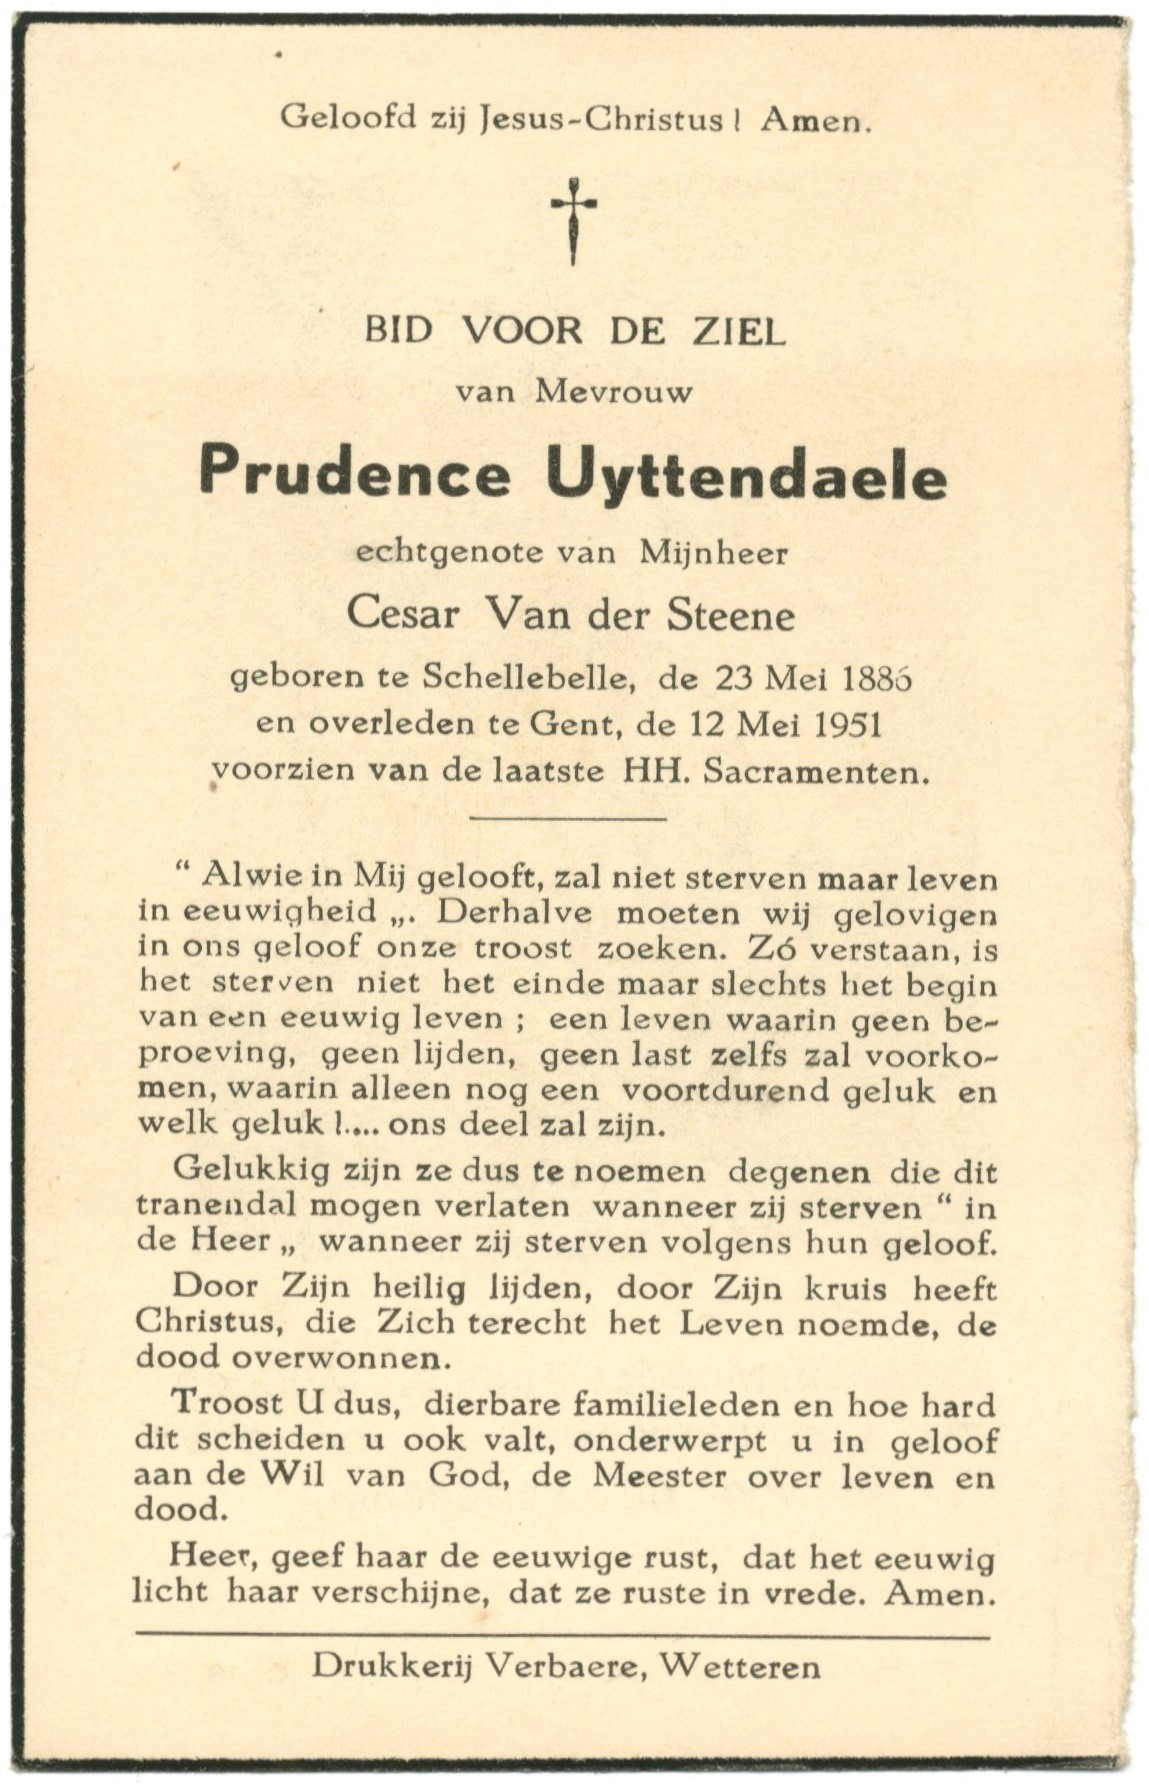 Geloofd zij Jesus-Christus! Amen.
BID VOOR DE ZIEL
van Mevrouw
Prudence Uyttendaele
echtgenote van Mijnheer
Cesar Van der Steene
geboren te Schellebelle, de 23 Mei 1886
en overleden te Gent, de 12 Mei 1951
voorzien van de laatste HH. Sacramenten.
“ Alwie in Mij gelooft, zal niet sterven maar leven
in eeuwigheid „. Derhalve moeten wij gelovigen
in ons geloof onze troost zoeken. Zó verstaan, is
het sterven niet het einde maar slechts het begin
van een eeuwig leven ; een leven waarin geen be-
proeving, geen lijden, geen last zelfs zal voorko-
men, waarin alleen nog een voortdurend geluk en
welk geluk !.... ons deel zal zijn.
Gelukkig zijn ze dus te noemen degenen die dit
tranendal mogen verlaten wanneer zij sterven “ in
de Heer „ wanneer zij sterven volgens hun geloof.
Door Zijn heilig lijden, door Zijn kruis heeft
Christus, die Zich terecht het Leven noemde, de
dood overwonnen.
Troost U dus, dierbare familieleden en hoe hard
dit scheiden u ook valt, onderwerpt u in geloof
aan de Wil van God, de Meester over leven en
dood.
Heer, geef haar de eeuwige rust, dat het eeuwig
licht haar verschijne, dat ze ruste in vrede. Amen.
Drukkerij Verbaere, Wetteren